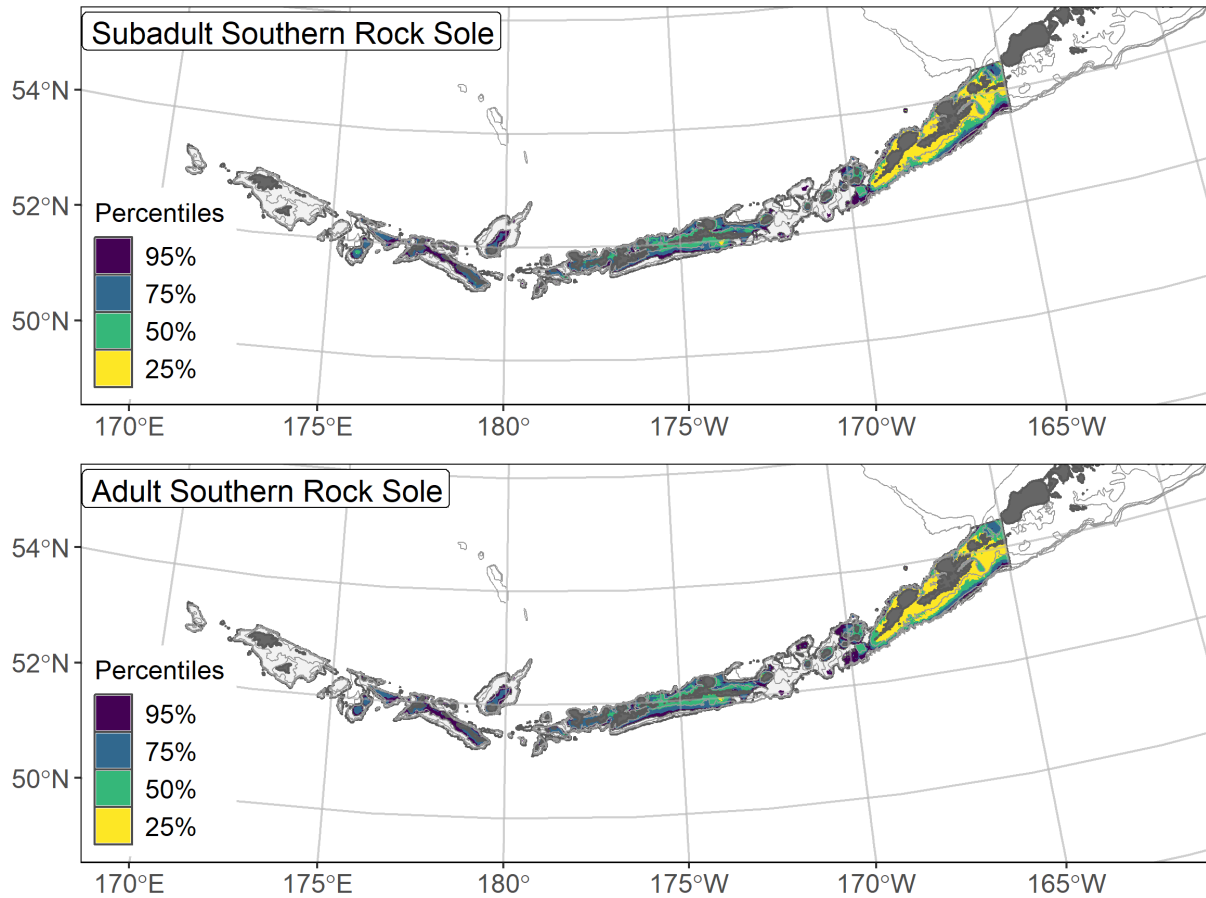 Subadult Southern Rock Sole
54°N
52°N
50°N
Percentiles
95%
75%
50%
25%
170°E
175°E
180°
175°W
170°W
165°W
Adult Southern Rock Sole
54°N
52°N
50°N
Percentiles
95%
75%
50%
25%
170°E
175°E
180°
175°W
170°W
165°W